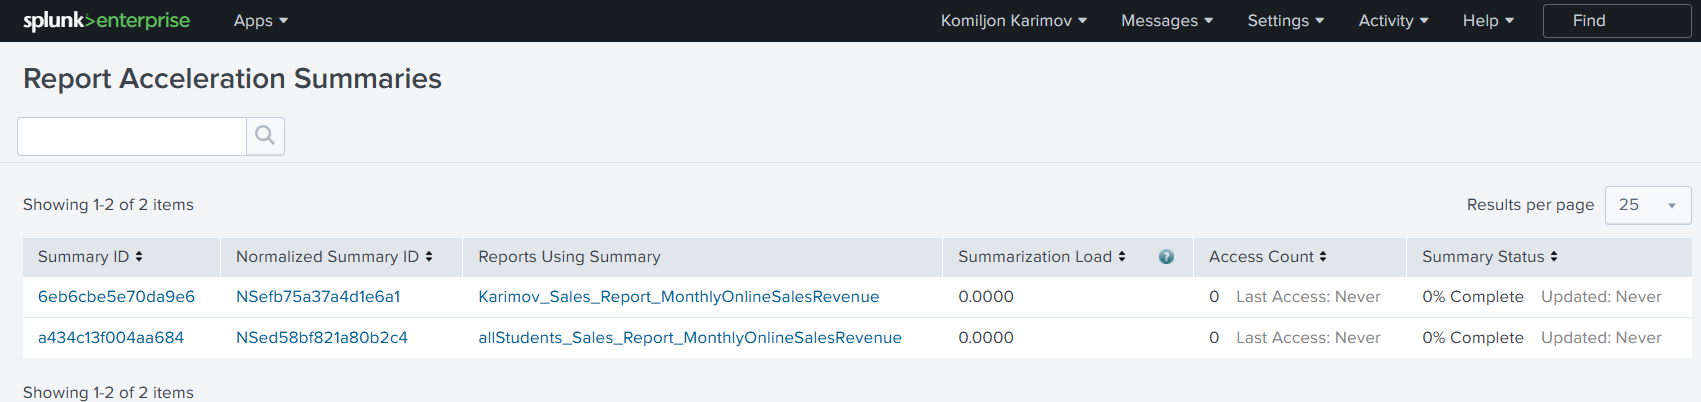 splunk>enterprise Apps Komiljon Karimov Messages Settings Activity Help Find
Report Acceleration Summaries
Showing 1-2 of 2 items Results per page 25
Summary ID Normalized Summary ID Reports Using Summary Summarization Load ? Access Count Summary Status
6eb6cbe5e70da9e6 NSefb75a37a4d1e6a1 Karimov_Sales_Report_MonthlyOnlineSalesRevenue 0.0000 0 Last Access: Never 0% Complete Updated: Never
a434c13f004aa684 NSed58bf821a80b2c4 allStudents_Sales_Report_MonthlyOnlineSalesRevenue 0.0000 0 Last Access: Never 0% Complete Updated: Never
Showing 1-2 of 2 items